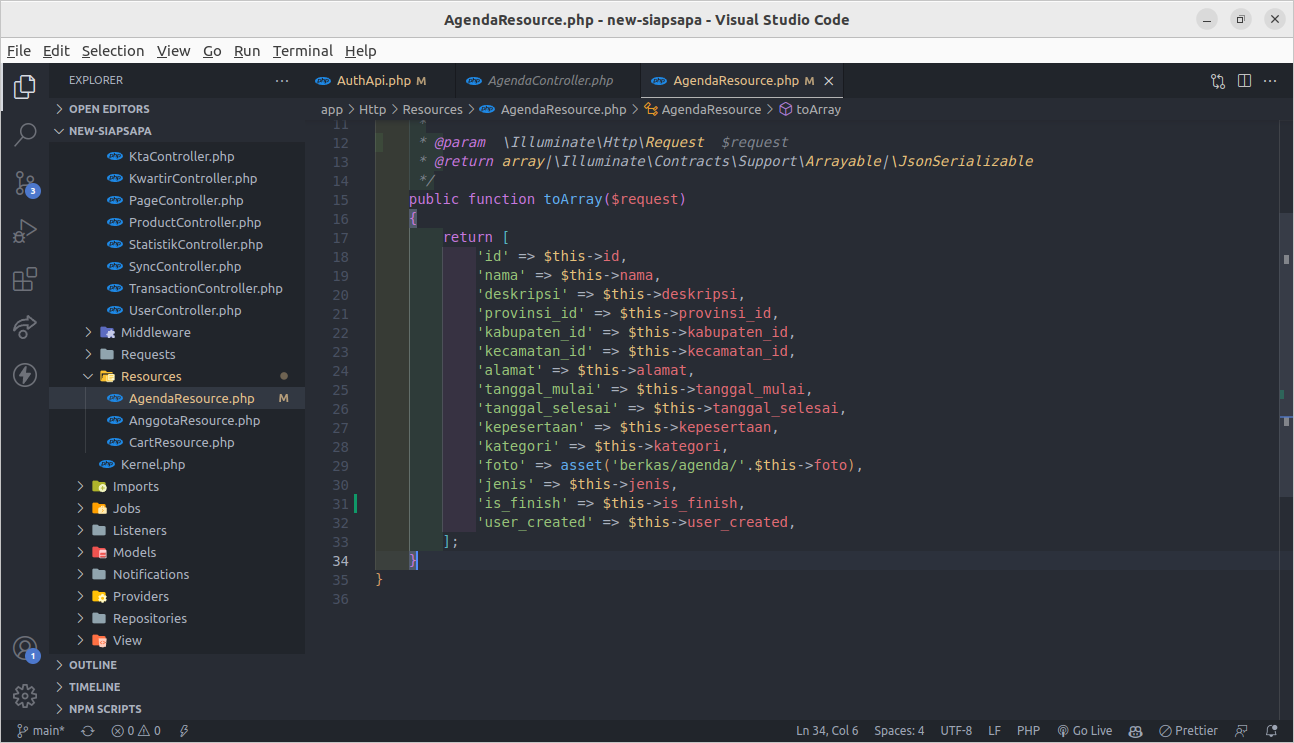 AgendaResource.php - new-siapsapa - Visual Studio Code
File Edit Selection View Go Run Terminal Help
EXPLORER
OPEN EDITORS
NEW-SIAPSAPA
KtaController.php
KwartirController.php
PageController.php
ProductController.php
StatistikController.php
SyncController.php
TransactionController.php
UserController.php
Middleware
Requests
Resources
AgendaResource.php M
AnggotaResource.php
CartResource.php
Kernel.php
Imports
Jobs
Listeners
Models
Notifications
Providers
Repositories
View
OUTLINE
TIMELINE
NPM SCRIPTS
3
1
AuthApi.php M AgendaController.php AgendaResource.php M
app > Http > Resources > AgendaResource.php > AgendaResource > toArray
11 *
12 * @param \Illuminate\Http\Request $request
13 * @return array|\Illuminate\Contracts\Support\Arrayable|\JsonSerializable
14 */
15 public function toArray($request)
16 {
17 return [
18 'id' => $this->id,
19 'nama' => $this->nama,
20 'deskripsi' => $this->deskripsi,
21 'provinsi_id' => $this->provinsi_id,
22 'kabupaten_id' => $this->kabupaten_id,
23 'kecamatan_id' => $this->kecamatan_id,
24 'alamat' => $this->alamat,
25 'tanggal_mulai' => $this->tanggal_mulai,
26 'tanggal_selesai' => $this->tanggal_selesai,
27 'kepesertaan' => $this->kepesertaan,
28 'kategori' => $this->kategori,
29 'foto' => asset('berkas/agenda/'.$this->foto),
30 'jenis' => $this->jenis,
31 'is_finish' => $this->is_finish,
32 'user_created' => $this->user_created,
33 ];
34 }
35 }
36
main* 0 0 Ln 34, Col 6 Spaces: 4 UTF-8 LF PHP Go Live Prettier